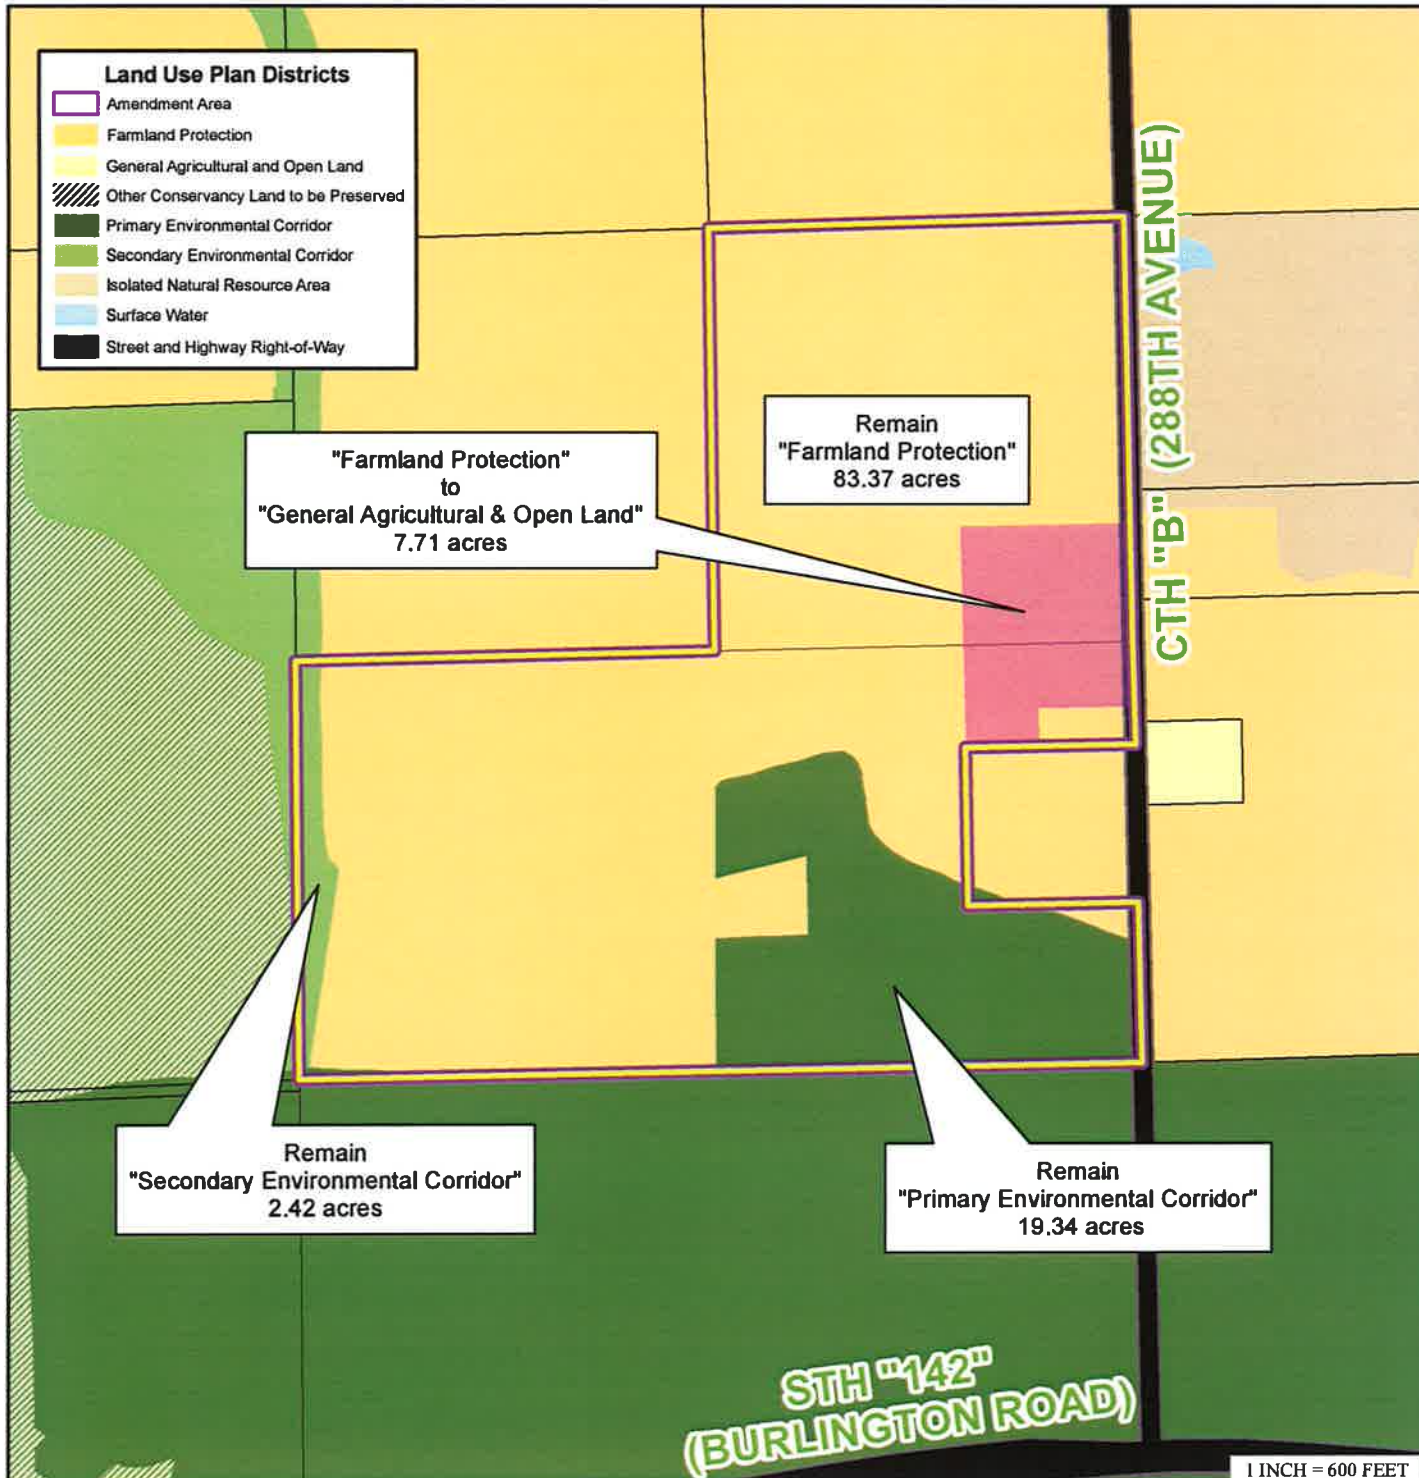 Land Use Plan Districts
Amendment Area
Farmland Protection
General Agricultural and Open Land
Other Conservancy Land to be Preserved
Primary Environmental Corridor
Secondary Environmental Corridor
Isolated Natural Resource Area
Surface Water
Street and Highway Right-of-Way
CTH "B" (288TH AVENUE)
Remain
"Farmland Protection"
83.37 acres
"Farmland Protection"
to
"General Agricultural & Open Land"
7.71 acres
Remain
"Secondary Environmental Corridor"
2.42 acres
Remain
"Primary Environmental Corridor"
19.34 acres
STH "142"
(BURLINGTON ROAD)
1 INCH = 600 FEET